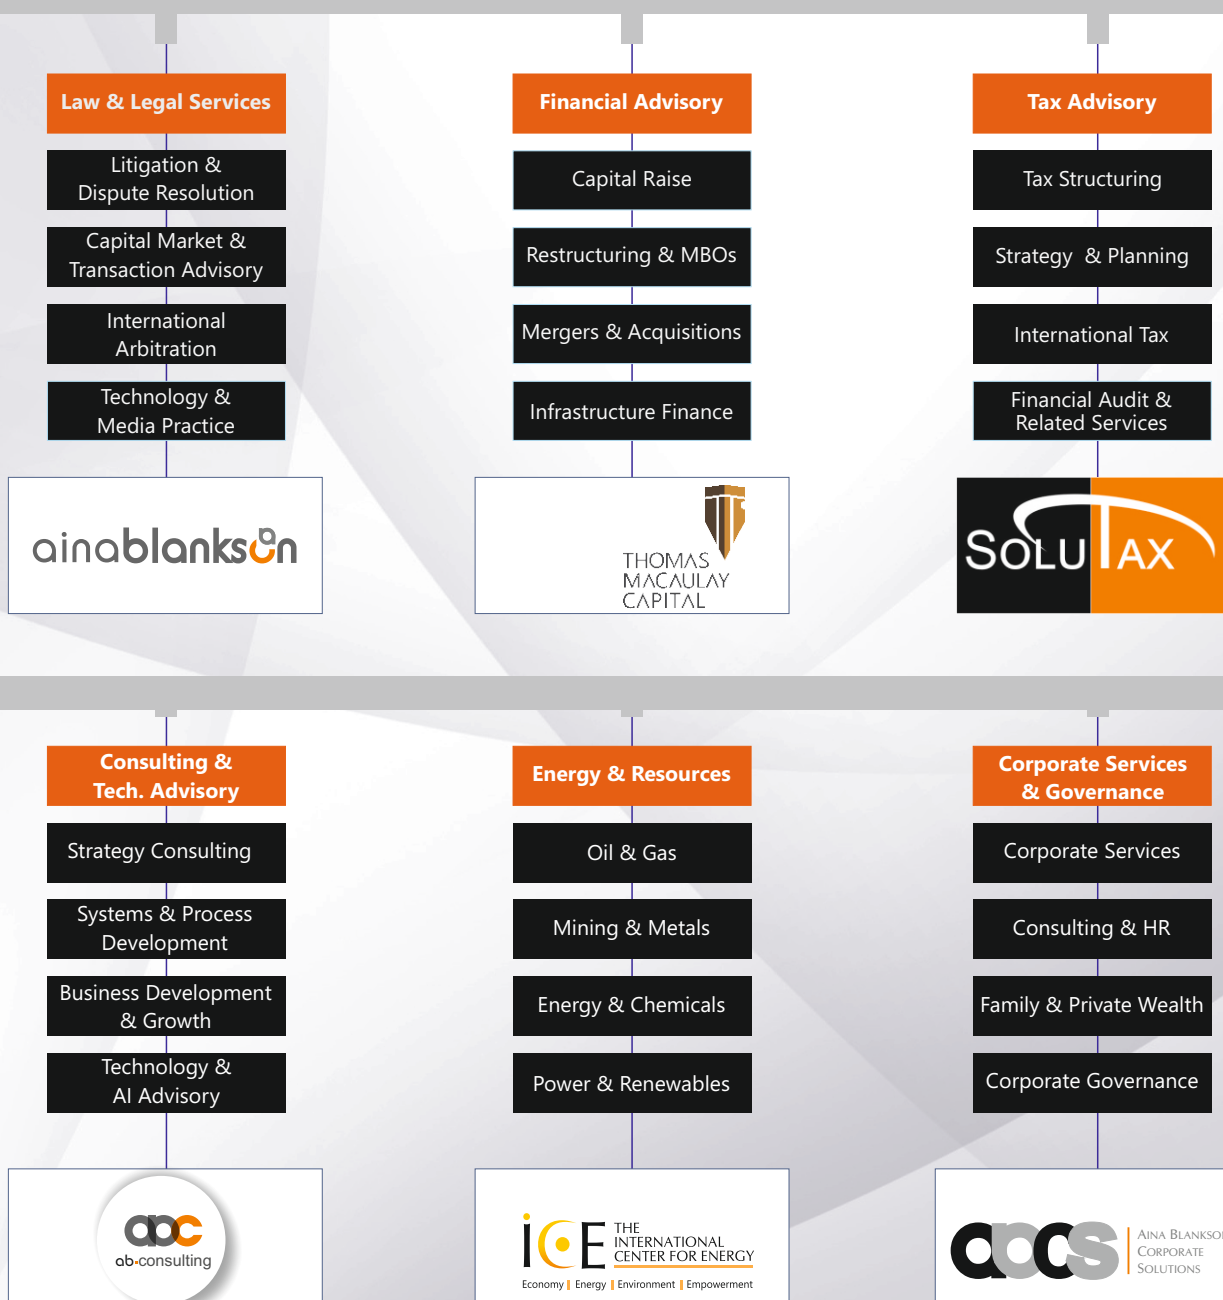 Law & Legal Services
Litigation &
Dispute Resolution
Capital Market &
Transaction Advisory
International
Arbitration
Technology &
Media Practice
ainablankson
Financial Advisory
Capital Raise
Restructuring & MBOs
Mergers & Acquisitions
Infrastructure Finance
THOMAS
MACAULAY
CAPITAL
Tax Advisory
Tax Structuring
Strategy & Planning
International Tax
Financial Audit &
Related Services
SOLUTAX
Consulting &
Tech. Advisory
Strategy Consulting
Systems & Process
Development
Business Development
& Growth
Technology &
AI Advisory
abc
ab-consulting
Energy & Resources
Oil & Gas
Mining & Metals
Energy & Chemicals
Power & Renewables
iCE
THE
INTERNATIONAL
CENTER FOR ENERGY
Economy | Energy | Environment | Empowerment
Corporate Services
& Governance
Corporate Services
Consulting & HR
Family & Private Wealth
Corporate Governance
abcs
AINA BLANKSON
CORPORATE
SOLUTIONS